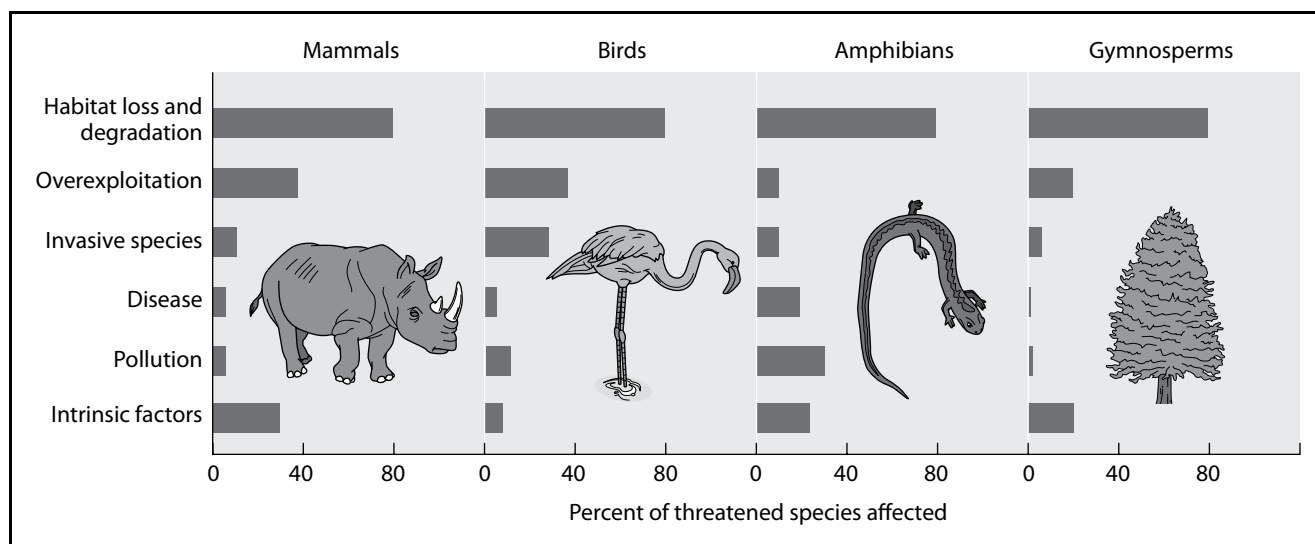 Mammals Birds Amphibians Gymnosperms
Habitat loss and
degradation
Overexploitation
Invasive species
Disease
Pollution
Intrinsic factors
0 40 80 0 40 80 0 40 80 0 40 80
Percent of threatened species affected